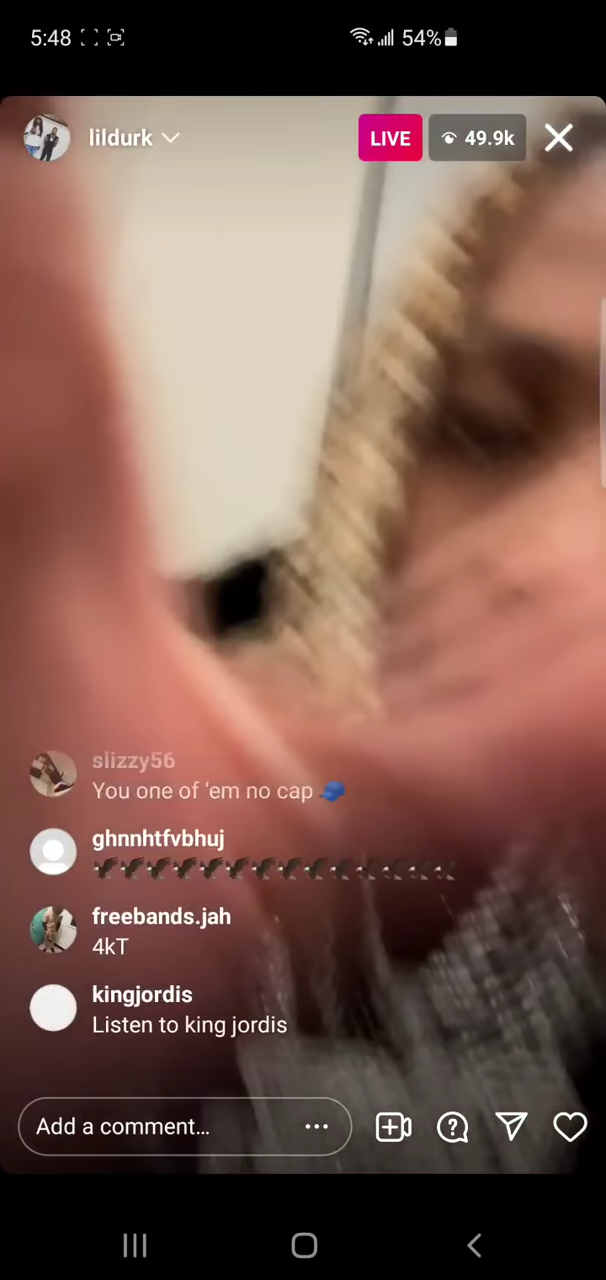 5:48
54%
lildurk
LIVE
49.9k
slizzy56
You one of 'em no cap 🧢
ghnnhtfvbhuj
🦅🦅🦅🦅🦅🦅🦅🦅🦅🦅🦅🦅🦅🦅
freebands.jah
4kT
kingjordis
Listen to king jordis
Add a comment...